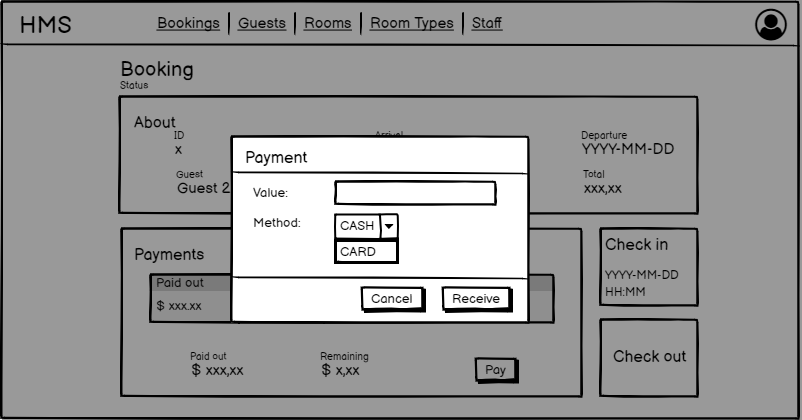 HMS Bookings Guests Rooms Room Types Staff
Booking
Status
About
ID
x
Departure
YYYY-MM-DD
Guest
Guest 2
Total
xxx,xx
Payment
Value:
Method:
CASH
CARD
Cancel Receive
Payments
Paid out
$ xxx.xx
Paid out
$ xxx,xx
Remaining
$ x,xx
Pay
Check in
YYYY-MM-DD
HH:MM
Check out